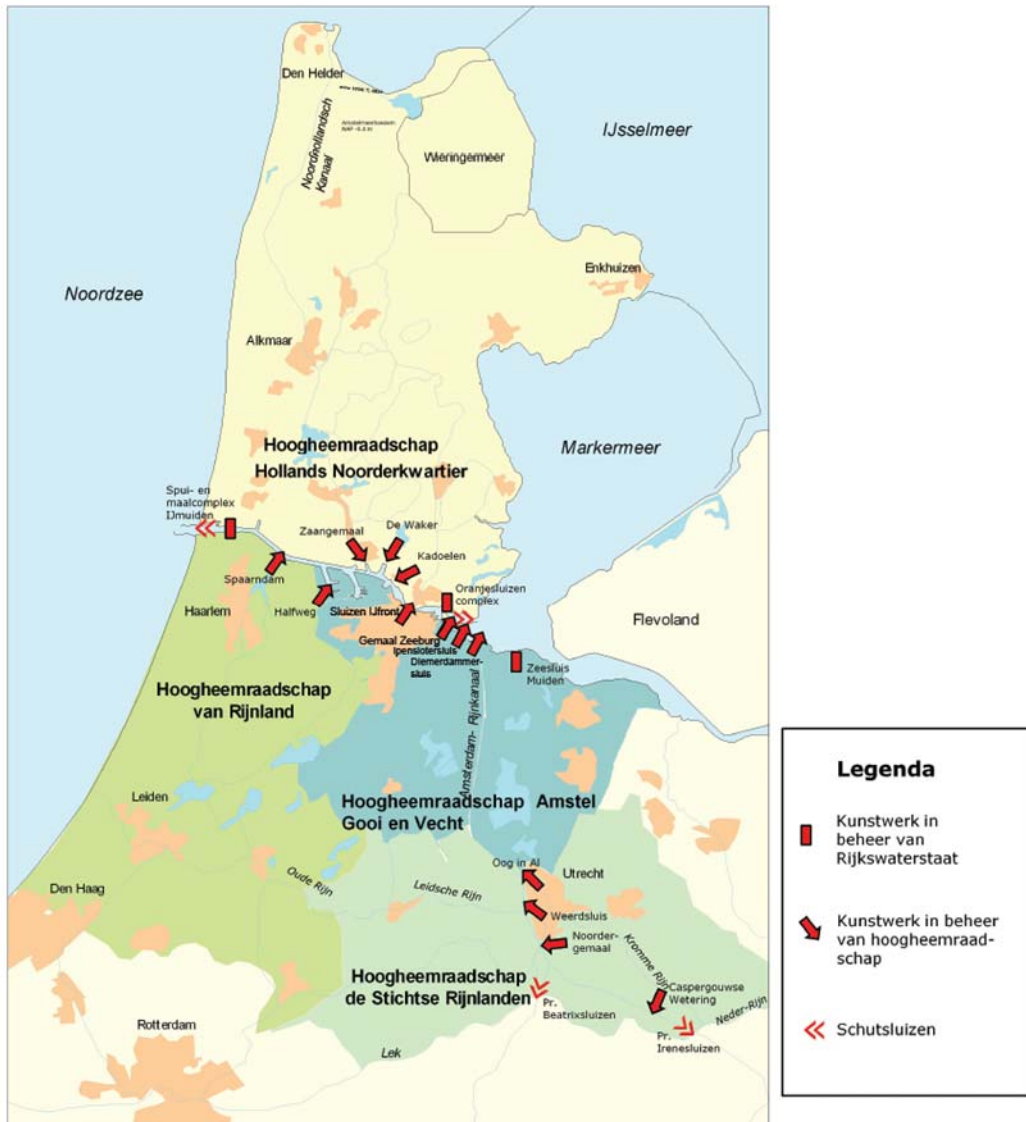 Den Helder
Noordhollandsch
Kanaal
Amstelmeerboezem
Wieringermeer
IJsselmeer
Noordzee
Enkhuizen
Alkmaar
Markermeer
Hoogheemraadschap
Hollands Noorderkwartier
Spui- en
maalcomplex
IJmuiden
Zaangemaal
De Waker
Kadoelen
Spaarndam
Oranjesluizen
complex
Haarlem
Halfweg
Sluizen IJfront
Gemaal Zeeburg
Ipenslotersluis
Diemerdammer-
sluis
Flevoland
Zeesluis
Muiden
Hoogheemraadschap
van Rijnland
Amsterdam- Rijnkanaal
Leiden
Hoogheemraadschap Amstel
Gooi en Vecht
Oog in Al
Utrecht
Oude Rijn
Leidsche Rijn
Den Haag
Weerdsluis
Noorder-
gemaal
Kromme Rijn
Hoogheemraadschap
de Stichtse Rijnlanden
Caspergouwse
Wetering
Pr.
Beatrixsluizen
Neder-Rijn
Rotterdam
Lek
Pr.
Irenesluizen
Legenda
Kunstwerk in
beheer van
Rijkswaterstaat
Kunstwerk in beheer
van hoogheemraad-
schap
Schutsluizen